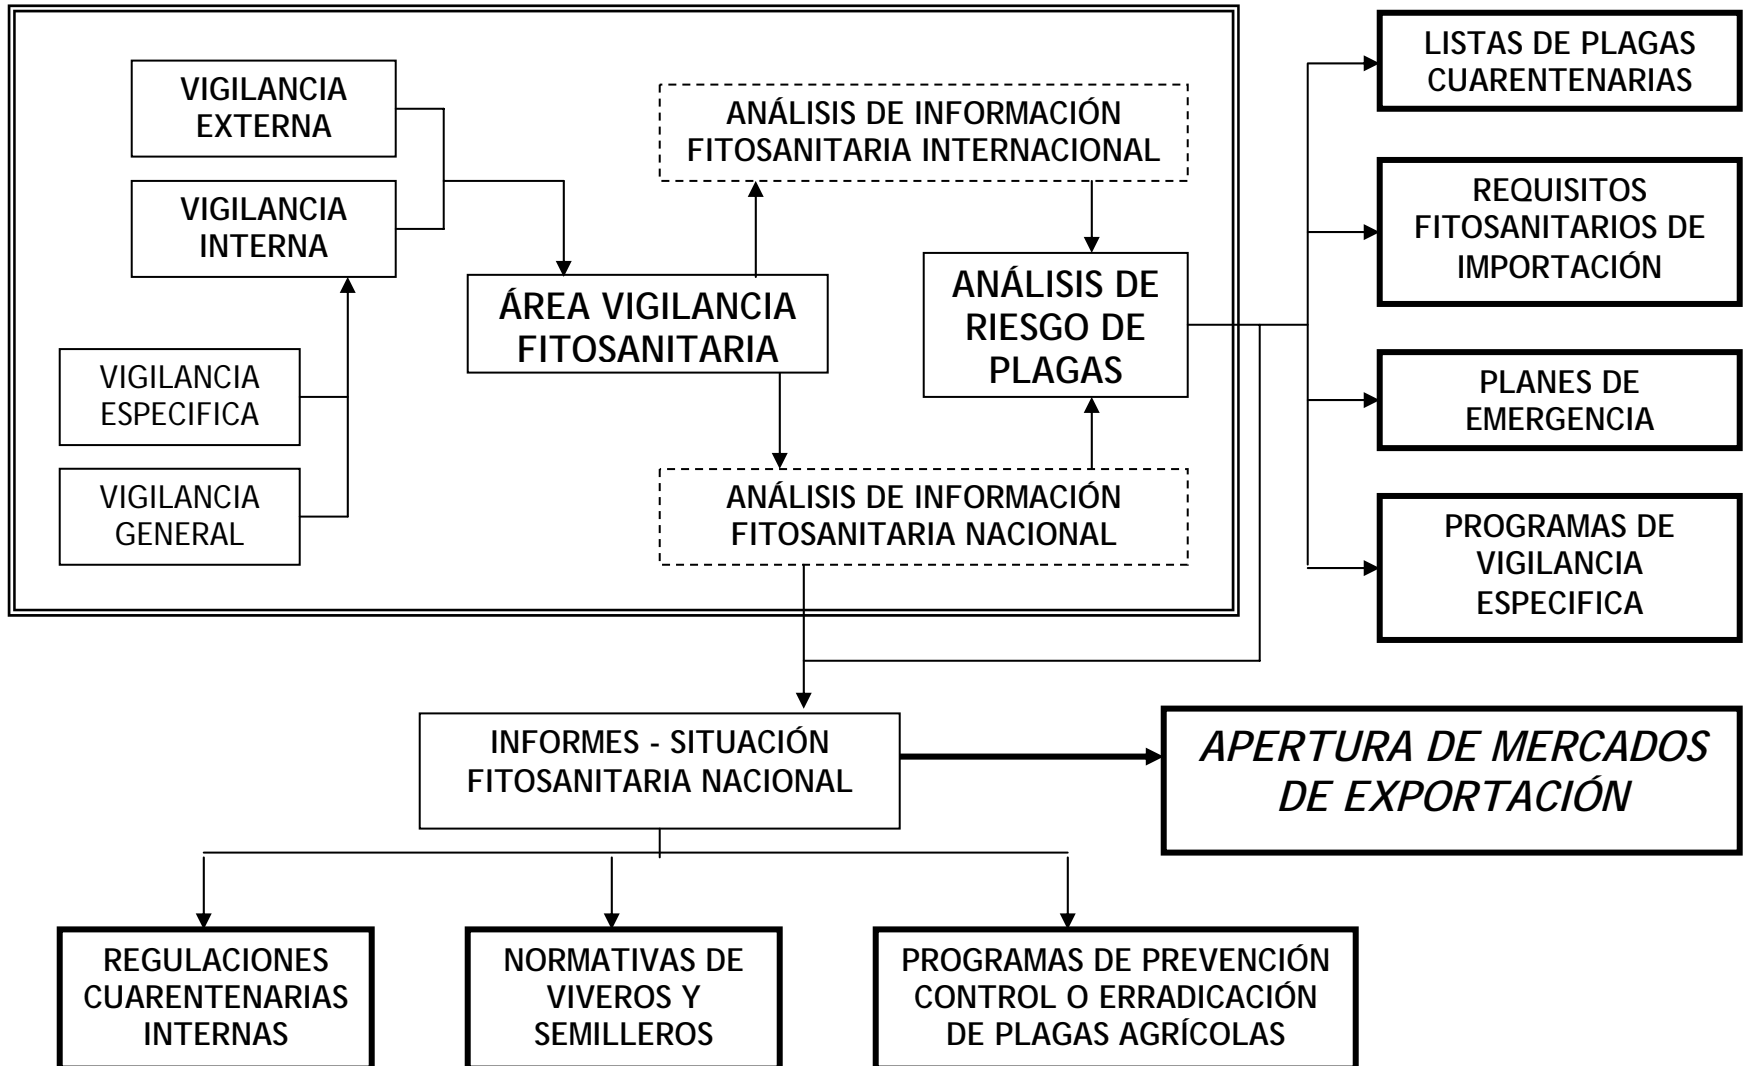 LISTAS DE PLAGAS
CUARENTENARIAS
VIGILANCIA
EXTERNA
ANÁLISIS DE INFORMACIÓN
FITOSANITARIA INTERNACIONAL
VIGILANCIA
INTERNA
REQUISITOS
FITOSANITARIOS DE
IMPORTACIÓN
ÁREA VIGILANCIA
FITOSANITARIA
ANÁLISIS DE
RIESGO DE
PLAGAS
VIGILANCIA
ESPECIFICA
PLANES DE
EMERGENCIA
VIGILANCIA
GENERAL
ANÁLISIS DE INFORMACIÓN
FITOSANITARIA NACIONAL
PROGRAMAS DE
VIGILANCIA
ESPECIFICA
INFORMES - SITUACIÓN
FITOSANITARIA NACIONAL
APERTURA DE MERCADOS
DE EXPORTACIÓN
REGULACIONES
CUARENTENARIAS
INTERNAS
NORMATIVAS DE
VIVEROS Y
SEMILLEROS
PROGRAMAS DE PREVENCIÓN
CONTROL O ERRADICACIÓN
DE PLAGAS AGRÍCOLAS